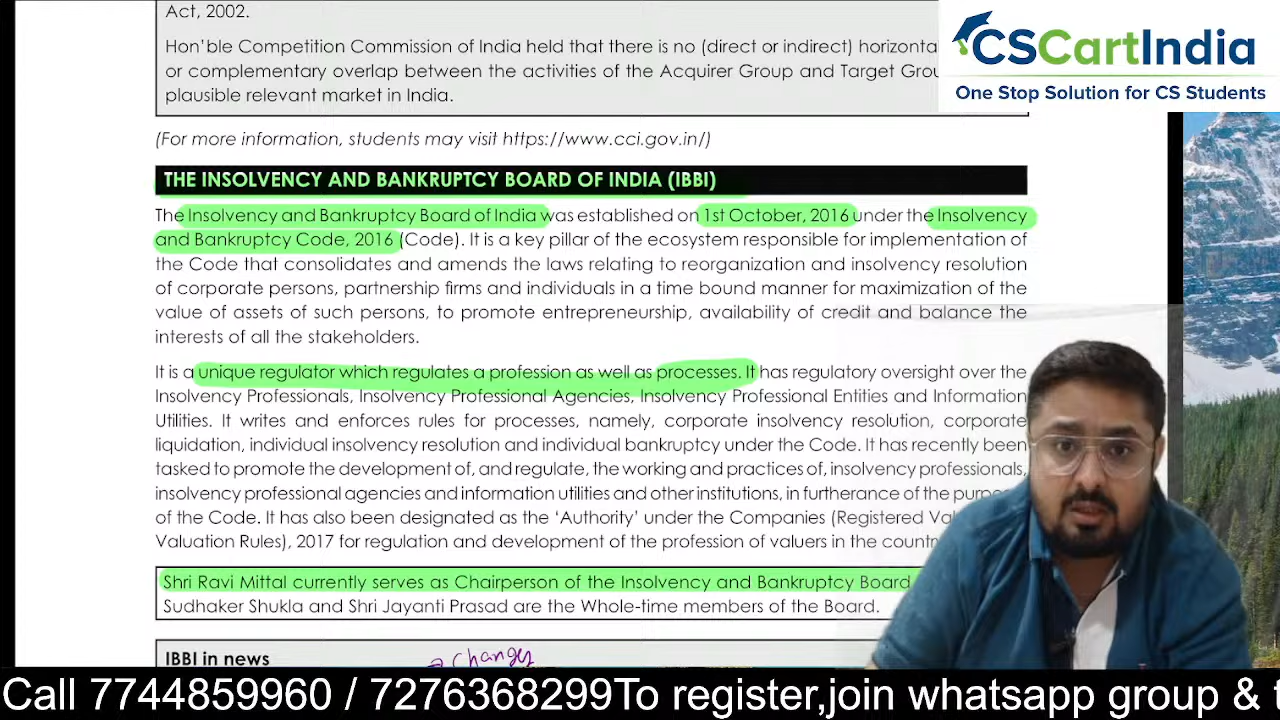 Act, 2002.
Hon'ble Competition Commission of India held that there is no (direct or indirect) horizonta
or complementary overlap between the activities of the Acquirer Group and Target Grou
plausible relevant market in India.
CSCartIndia
One Stop Solution for CS Students
(For more information, students may visit https://www.cci.gov.in/)
THE INSOLVENCY AND BANKRUPTCY BOARD OF INDIA (IBBI)
The Insolvency and Bankruptcy Board of India was established on 1st October, 2016 under the Insolvency
and Bankruptcy Code, 2016 (Code). It is a key pillar of the ecosystem responsible for implementation of
the Code that consolidates and amends the laws relating to reorganization and insolvency resolution
of corporate persons, partnership firms and individuals in a time bound manner for maximization of the
value of assets of such persons, to promote entrepreneurship, availability of credit and balance the
interests of all the stakeholders.
It is a unique regulator which regulates a profession as well as processes. It has regulatory oversight over the
Insolvency Professionals, Insolvency Professional Agencies, Insolvency Professional Entities and Information
Utilities. It writes and enforces rules for processes, namely, corporate insolvency resolution, corporate
liquidation, individual insolvency resolution and individual bankruptcy under the Code. It has recently been
tasked to promote the development of, and regulate, the working and practices of, insolvency professionals,
insolvency professional agencies and information utilities and other institutions, in furtherance of the purpo
of the Code. It has also been designated as the 'Authority' under the Companies (Registered Val
Valuation Rules), 2017 for regulation and development of the profession of valuers in the countr
Shri Ravi Mittal currently serves as Chairperson of the Insolvency and Bankruptcy Board
Sudhaker Shukla and Shri Jayanti Prasad are the Whole-time members of the Board.
IBBI in news
→ Changes
Call 7744859960 / 7276368299To register,join whatsapp group & t